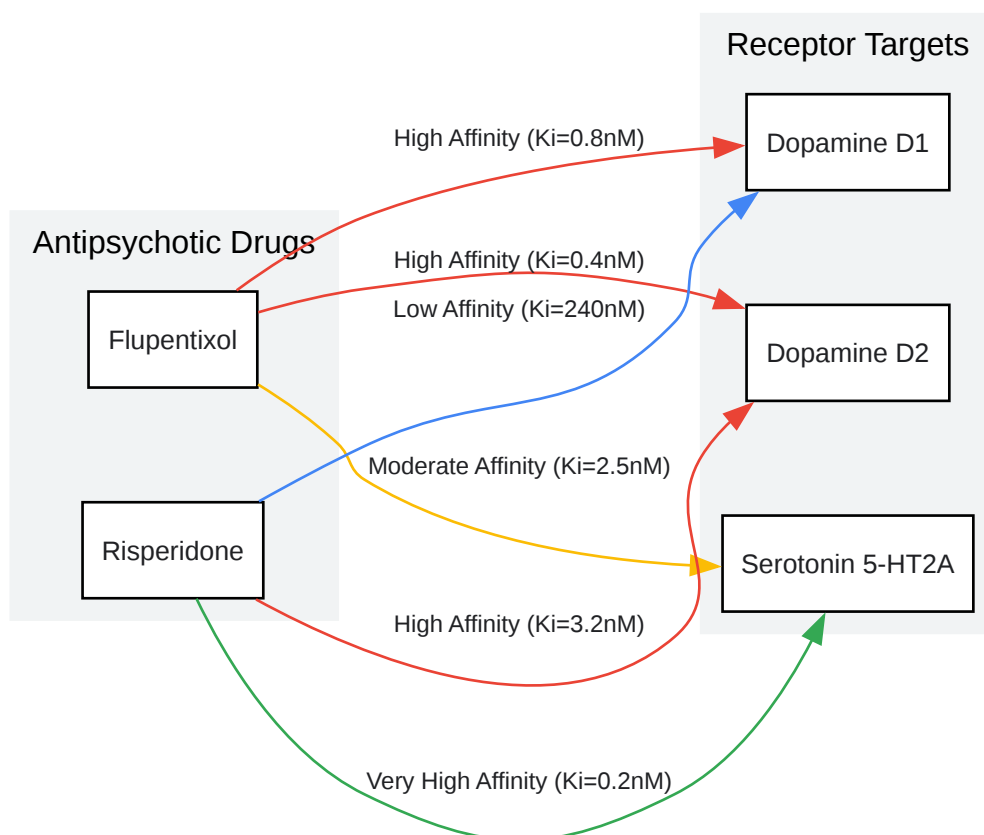 Receptor Targets
Dopamine D1
High Affinity (Ki=0.8nM)
Antipsychotic Drugs
High Affinity (Ki=0.4nM)
Low Affinity (Ki=240nM)
Flupentixol
Dopamine D2
Moderate Affinity (Ki=2.5nM)
Risperidone
Serotonin 5-HT2A
High Affinity (Ki=3.2nM)
Very High Affinity (Ki=0.2nM)